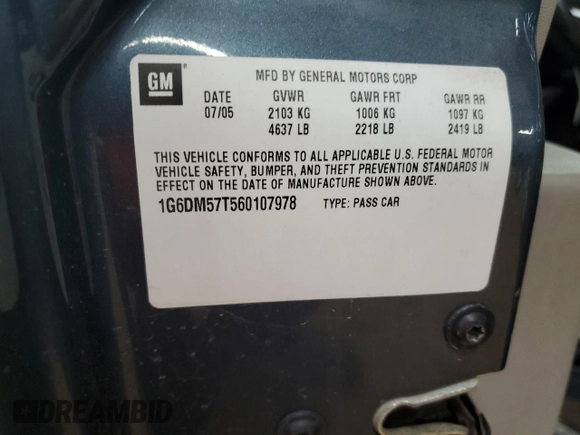 GM
MFD BY GENERAL MOTORS CORP
DATE GVWR GAWR FRT GAWR RR
07/05 2103 KG 1006 KG 1097 KG
4637 LB 2218 LB 2419 LB
THIS VEHICLE CONFORMS TO ALL APPLICABLE U.S. FEDERAL MOTOR
VEHICLE SAFETY, BUMPER, AND THEFT PREVENTION STANDARDS IN
EFFECT ON THE DATE OF MANUFACTURE SHOWN ABOVE.
1G6DM57T560107978 TYPE: PASS CAR
DREAMBID